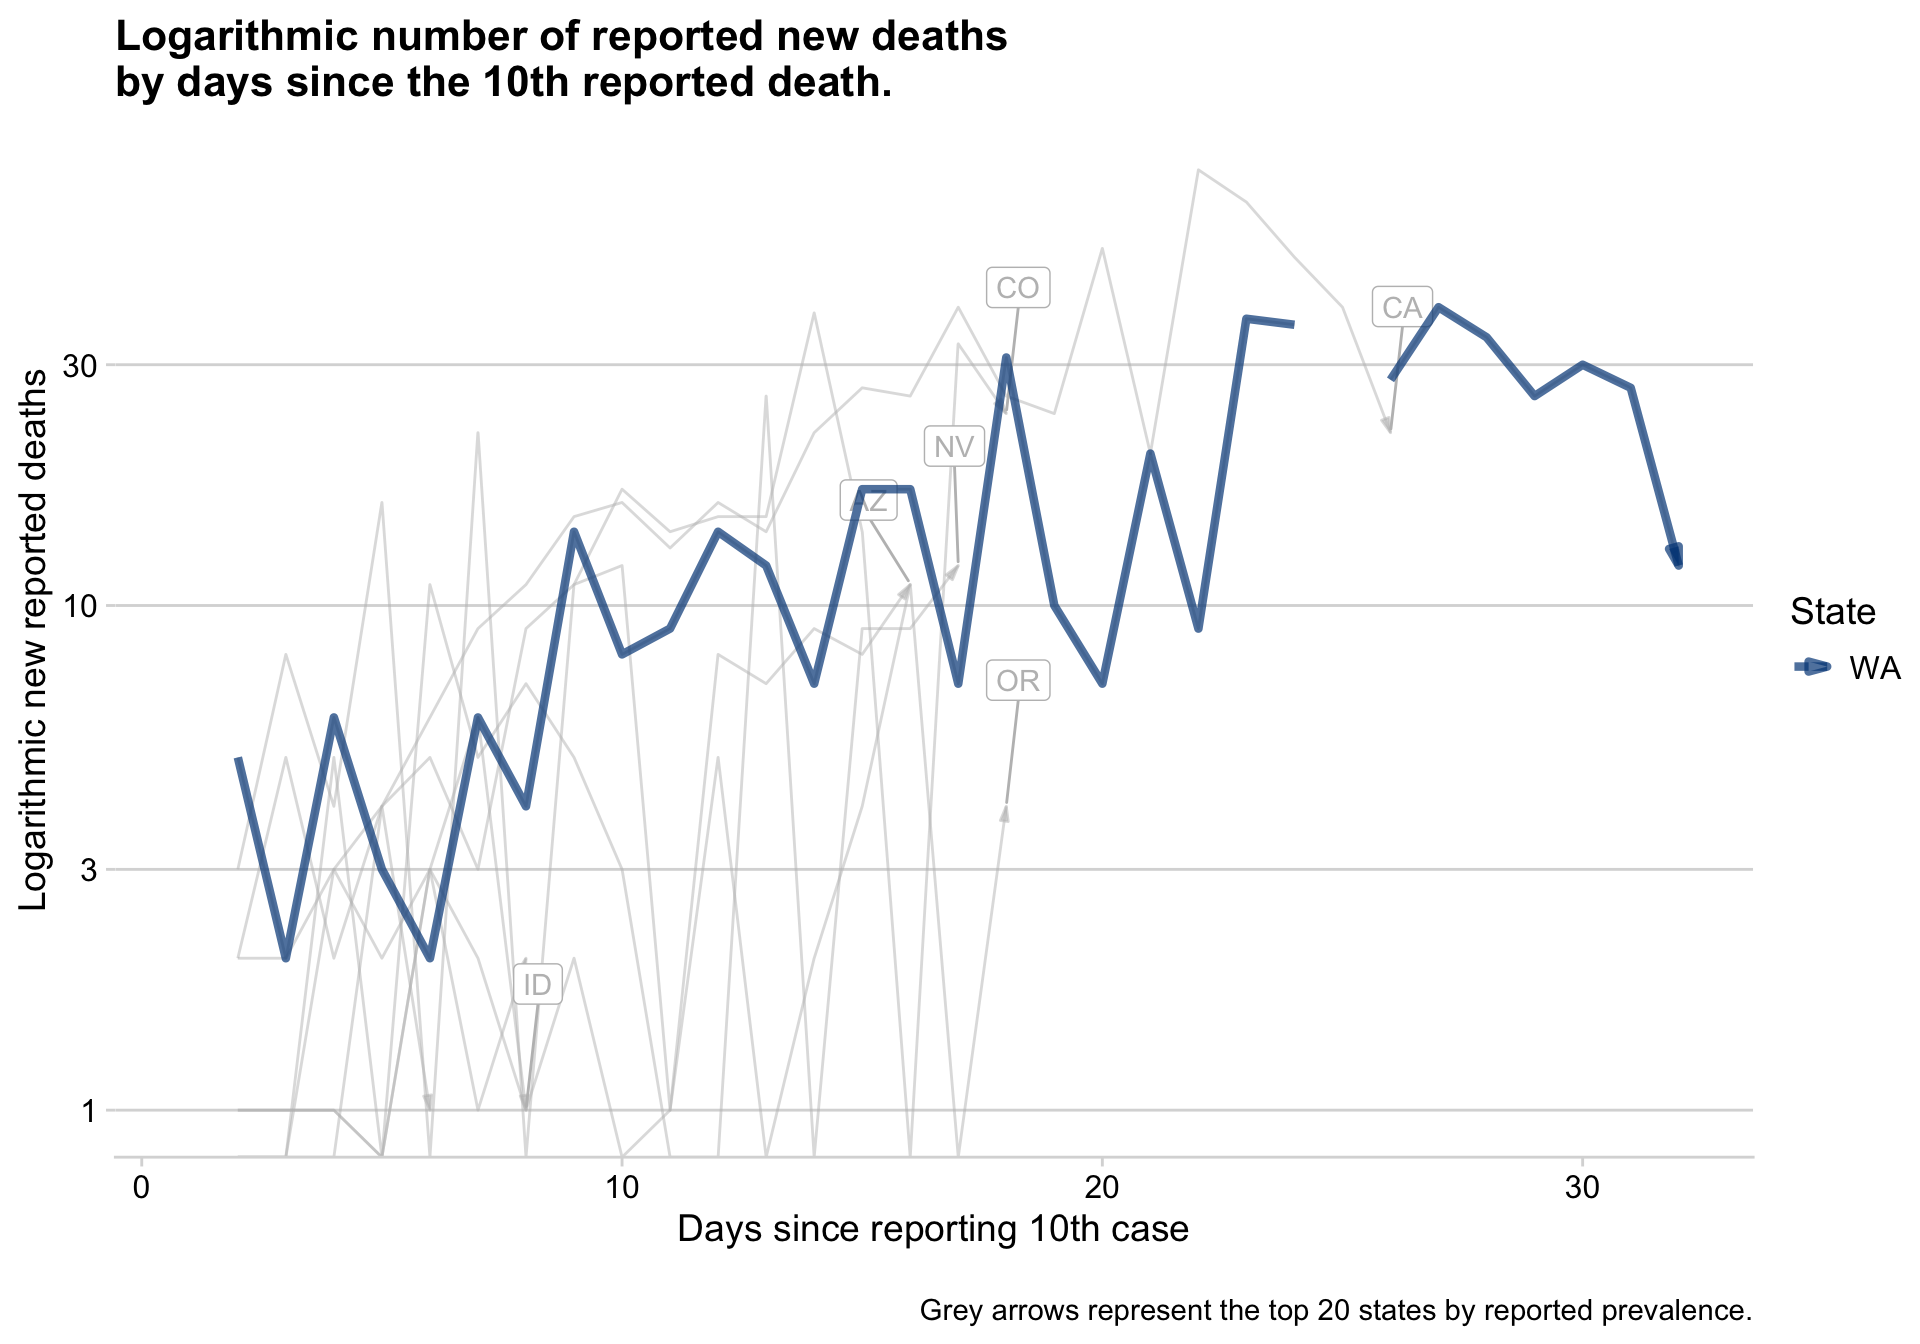 Logarithmic number of reported new deaths
by days since the 10th reported death.
Logarithmic new reported deaths
30
10
3
1
CO
CA
NV
AZ
OR
ID
State
WA
0
10
20
30
Days since reporting 10th case
Grey arrows represent the top 20 states by reported prevalence.